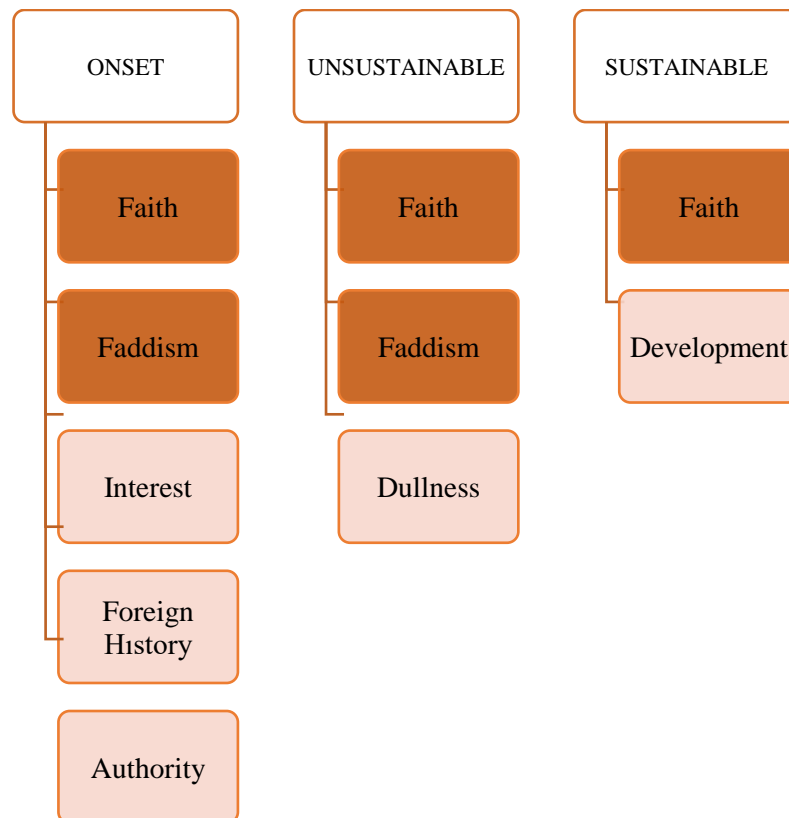 ONSET
Faith
Faddism
Interest
Foreign
Hıstory
Authority
UNSUSTAINABLE
Faith
Faddism
Dullness
SUSTAINABLE
Faith
Development